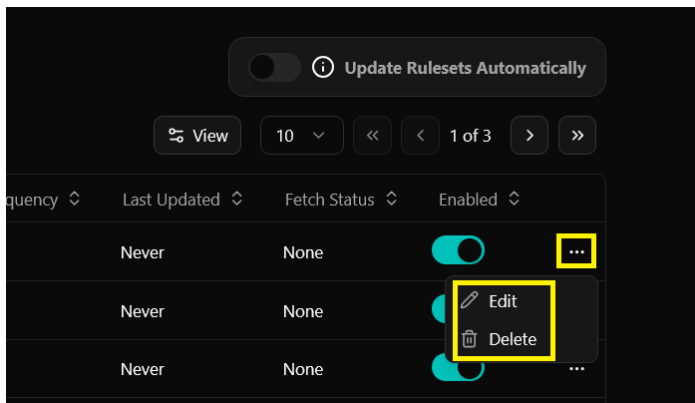 Update Rulesets Automatically
View 10 1 of 3
quency Last Updated Fetch Status Enabled
Never None
Edit
Never None
Delete
Never None